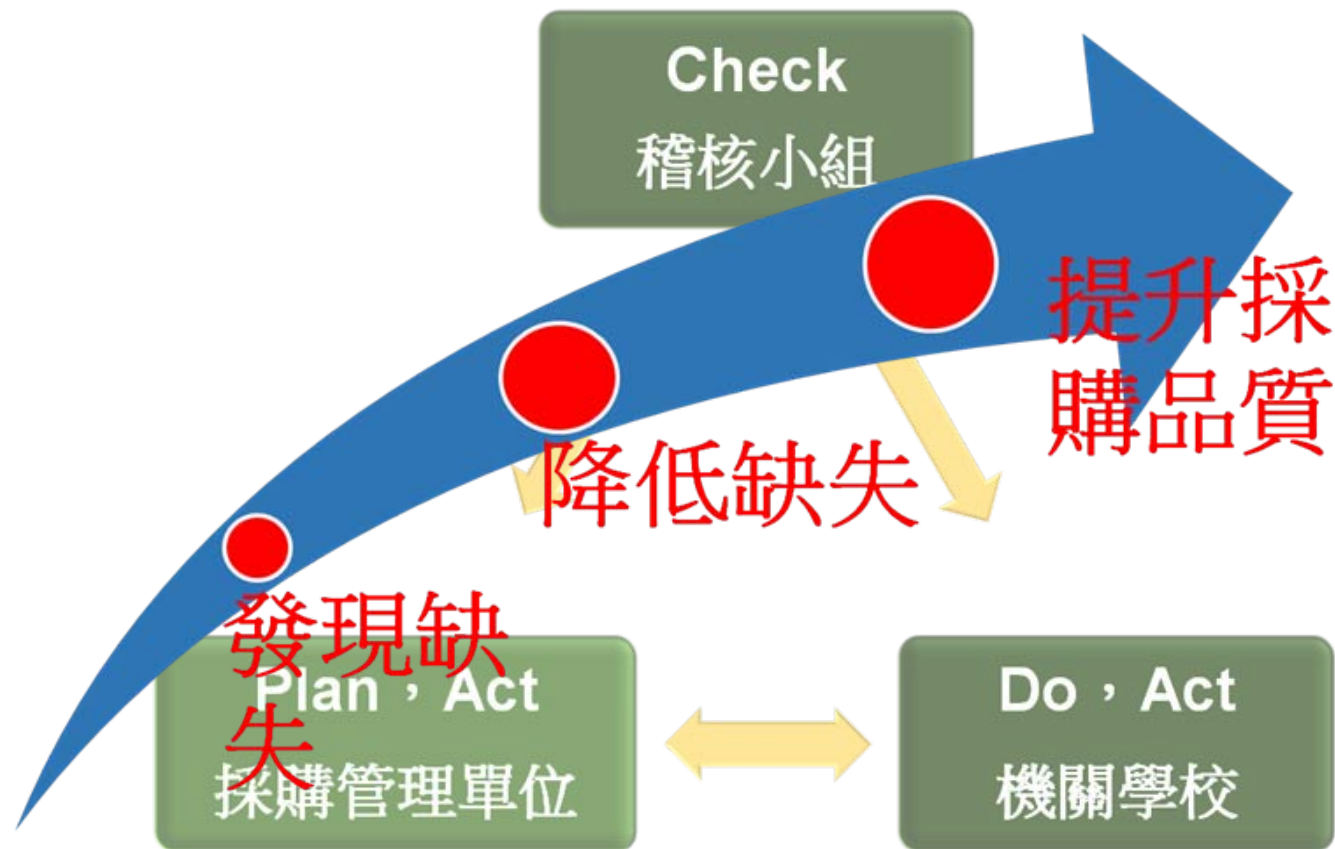 Check
稽核小組
提升採
購品質
降低缺失
發現缺
失
Plan，Act
採購管理單位
Do，Act
機關學校